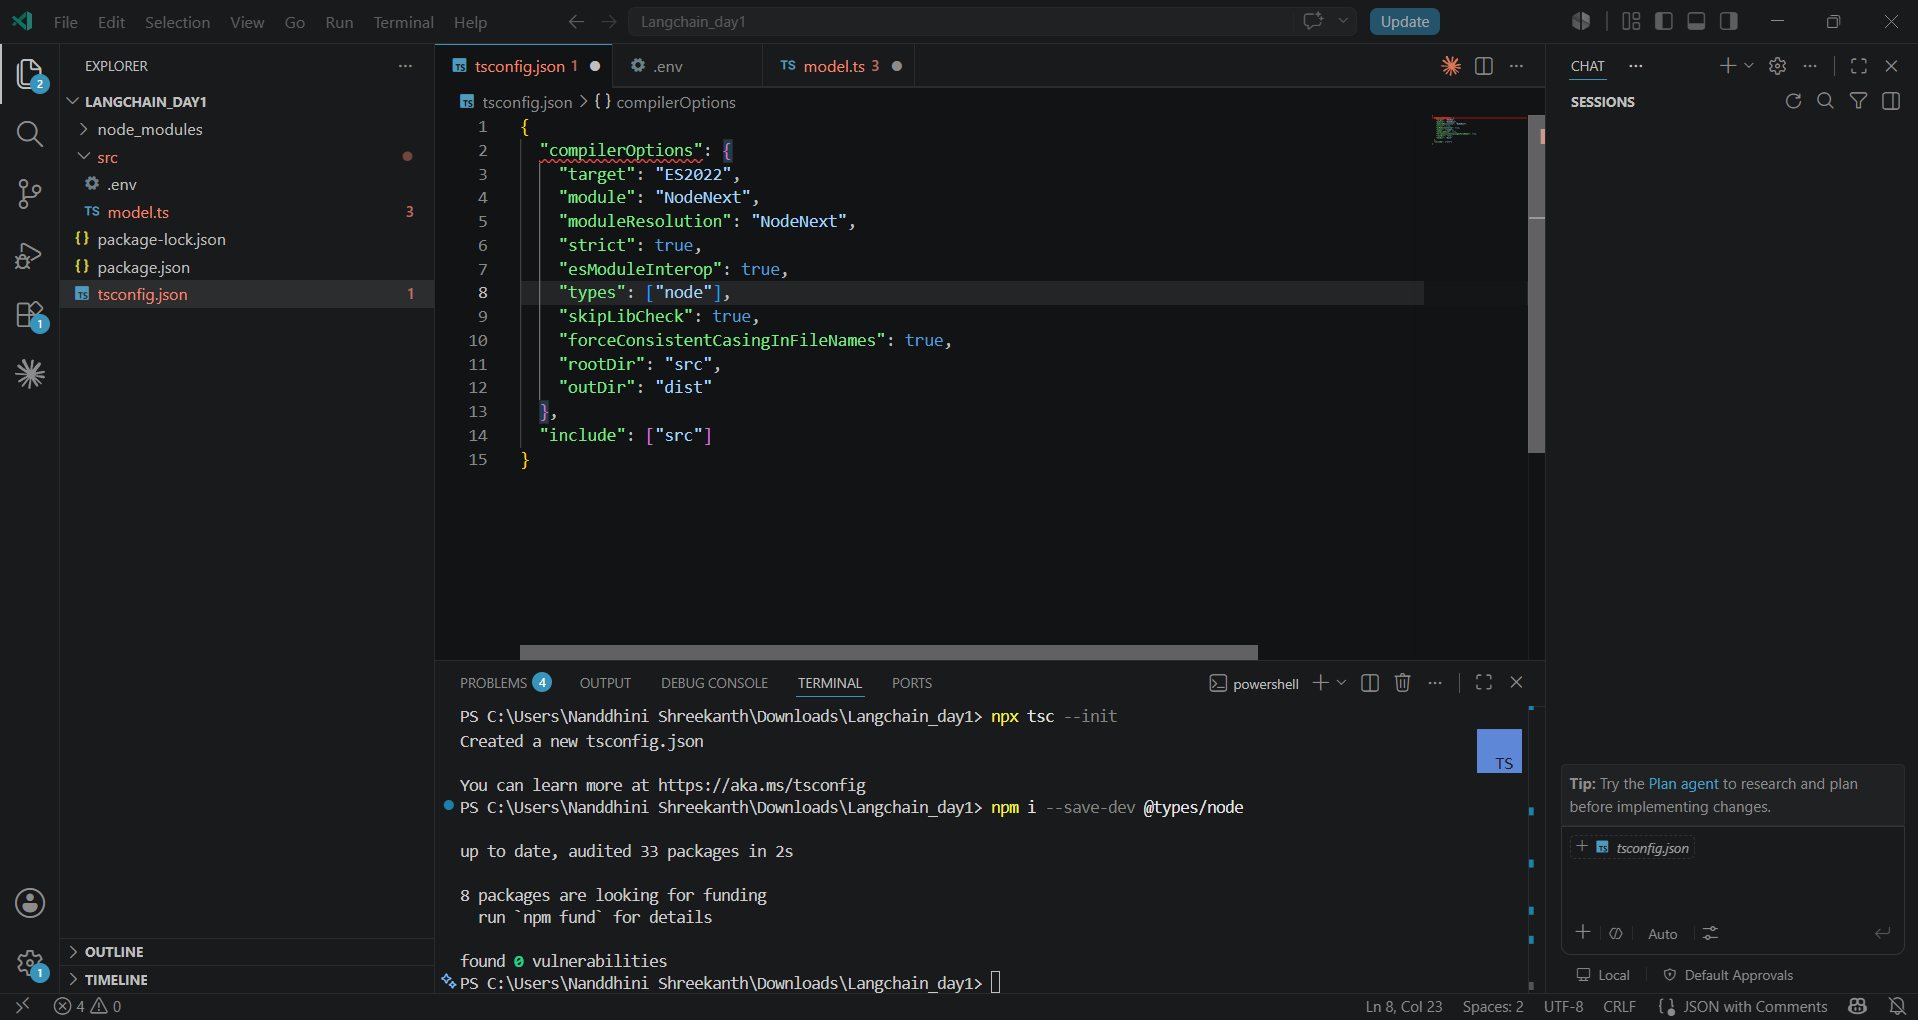 File Edit Selection View Go Run Terminal Help
Langchain_day1
Update
EXPLORER
2
LANGCHAIN_DAY1
node_modules
src
.env
TS model.ts 3
{} package-lock.json
{} package.json
TS tsconfig.json 1
1
OUTLINE
TIMELINE
1
TS tsconfig.json 1
.env
TS model.ts 3
TS tsconfig.json > {} compilerOptions
1 {
2 "compilerOptions": {
3 "target": "ES2022",
4 "module": "NodeNext",
5 "moduleResolution": "NodeNext",
6 "strict": true,
7 "esModuleInterop": true,
8 "types": ["node"],
9 "skipLibCheck": true,
10 "forceConsistentCasingInFileNames": true,
11 "rootDir": "src",
12 "outDir": "dist"
13 },
14 "include": ["src"]
15 }
PROBLEMS 4 OUTPUT DEBUG CONSOLE TERMINAL PORTS
powershell
PS C:\Users\Nanddhini Shreekanth\Downloads\Langchain_day1> npx tsc --init
Created a new tsconfig.json
TS
You can learn more at https://aka.ms/tsconfig
PS C:\Users\Nanddhini Shreekanth\Downloads\Langchain_day1> npm i --save-dev @types/node
up to date, audited 33 packages in 2s
8 packages are looking for funding
run `npm fund` for details
found 0 vulnerabilities
PS C:\Users\Nanddhini Shreekanth\Downloads\Langchain_day1>
CHAT
SESSIONS
Tip: Try the Plan agent to research and plan
before implementing changes.
TS tsconfig.json
Auto
Local Default Approvals
4 0
Ln 8, Col 23 Spaces: 2 UTF-8 CRLF {} JSON with Comments